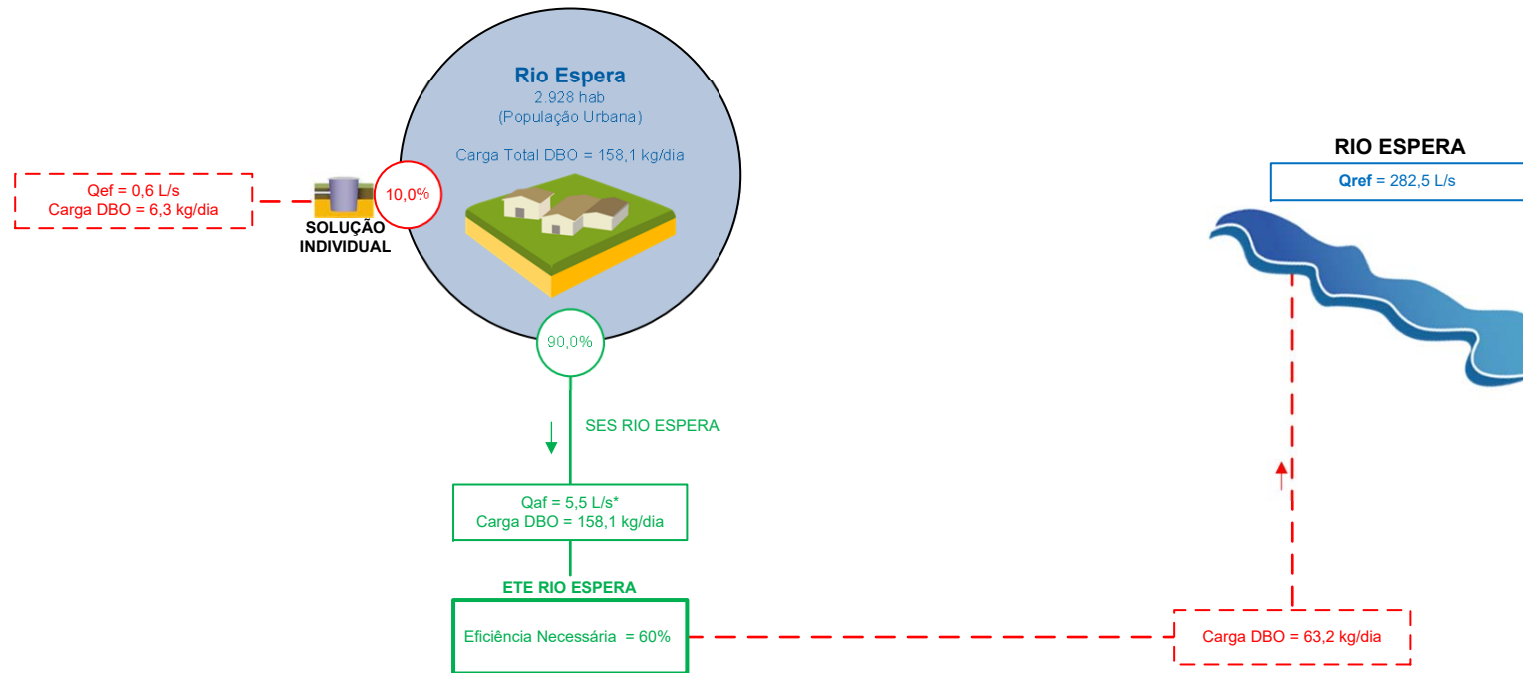 Rio Espera
2.928 hab
(População Urbana)
Carga Total DBO = 158,1 kg/dia
RIO ESPERA
Qref = 282,5 L/s
Qef = 0,6 L/s
Carga DBO = 6,3 kg/dia
10,0%
SOLUÇÃO
INDIVIDUAL
90,0%
SES RIO ESPERA
Qaf = 5,5 L/s*
Carga DBO = 158,1 kg/dia
ETE RIO ESPERA
Eficiência Necessária = 60%
Carga DBO = 63,2 kg/dia